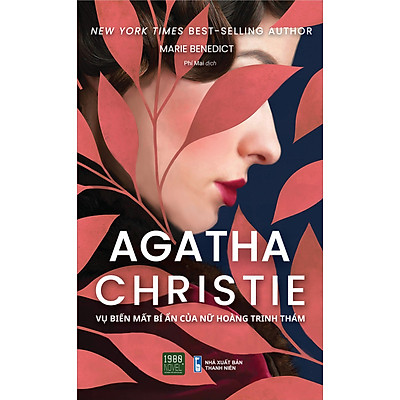 NEW YORK TIMES BEST-SELLING AUTHOR
MARIE BENEDICT
Phí Mai dịch
AGATHA
CHRISTIE
VỤ BIẾN MẤT BÍ ẨN CỦA NỮ HOÀNG TRINH THÁM
1980
NOVEL
NHÀ XUẤT BẢN
THANH NIÊN